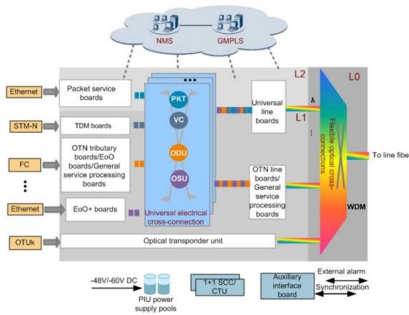 NMS
GMPLS
L2
L0
Ethernet
Packet service
boards
PKT
Universal
line boards
λ
L1
STM-N
TDM boards
VC
FC
OTN tributary
boards/EoO
boards/General
service processing
boards
ODU
Flexible optical cross-
connections
To line fibe
OTN line
boards/
General
service
processing
boards
OSU
Ethernet
EoO+ boards
Universal electrical
cross-connection
WDM
OTUk
Optical transponder unit
-48V/-60V DC
PIU power
supply pools
1+1 SCC/
CTU
Auxiliary
interface
board
External alarm
Synchronization